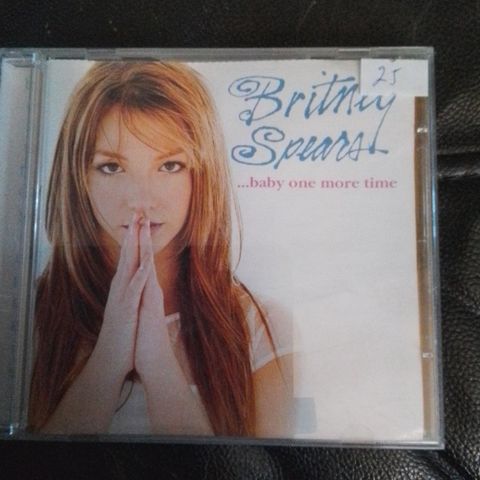 Britney
25
Spears
...baby one more time